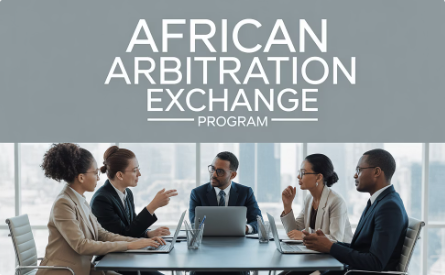 AFRICAN
ARBITRATION
EXCHANGE
PROGRAM